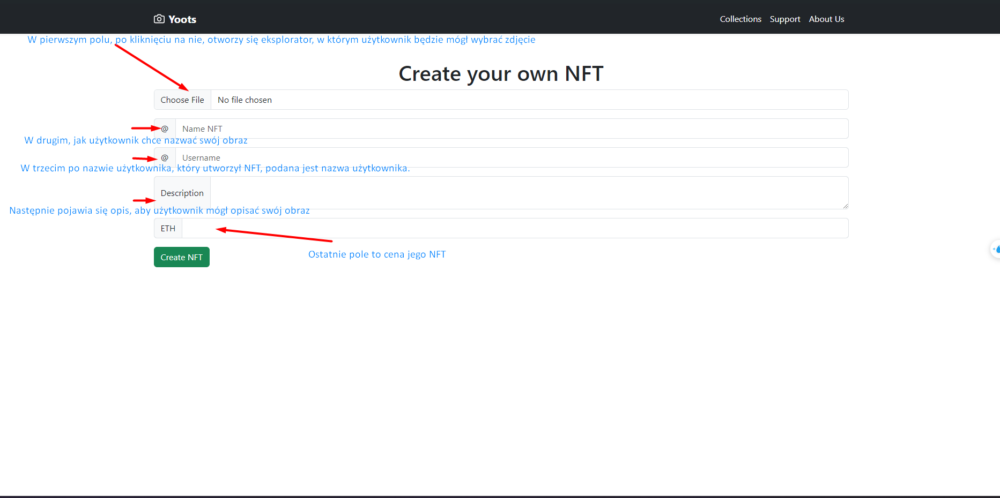 Yoots
Collections Support About Us
W pierwszym polu, po kliknięciu na nie, otworzy się eksplorator, w którym użytkownik będzie mógł wybrać zdjęcie
Create your own NFT
Choose File No file chosen
@ Name NFT
W drugim, jak użytkownik chce nazwać swój obraz
@ Username
W trzecim po nazwie użytkownika, który utworzył NFT, podana jest nazwa użytkownika.
Description
Następnie pojawia się opis, aby użytkownik mógł opisać swój obraz
ETH
Ostatnie pole to cena jego NFT
Create NFT